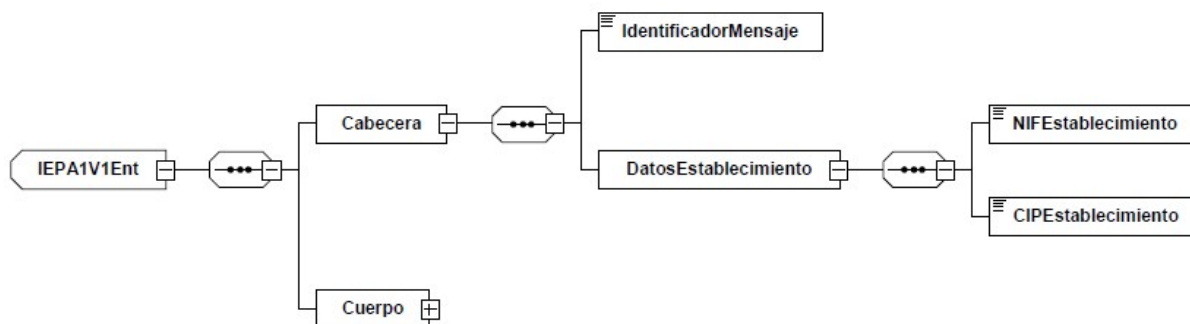 IdentificadorMensaje
Cabecera
NIFEstablecimiento
IEPA1V1Ent
DatosEstablecimiento
CIPEstablecimiento
Cuerpo